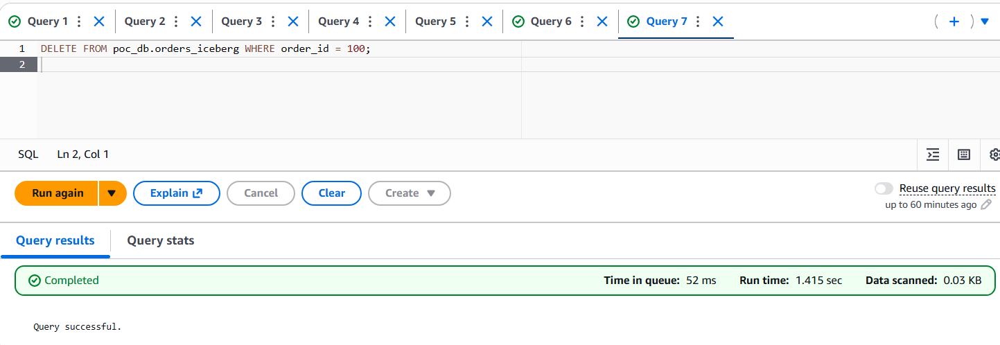 Query 1 Query 2 Query 3 Query 4 Query 5 Query 6 Query 7
1 DELETE FROM poc_db.orders_iceberg WHERE order_id = 100;
2
SQL Ln 2, Col 1
Run again Explain Cancel Clear Create Reuse query results
up to 60 minutes ago
Query results Query stats
Completed Time in queue: 52 ms Run time: 1.415 sec Data scanned: 0.03 KB
Query successful.